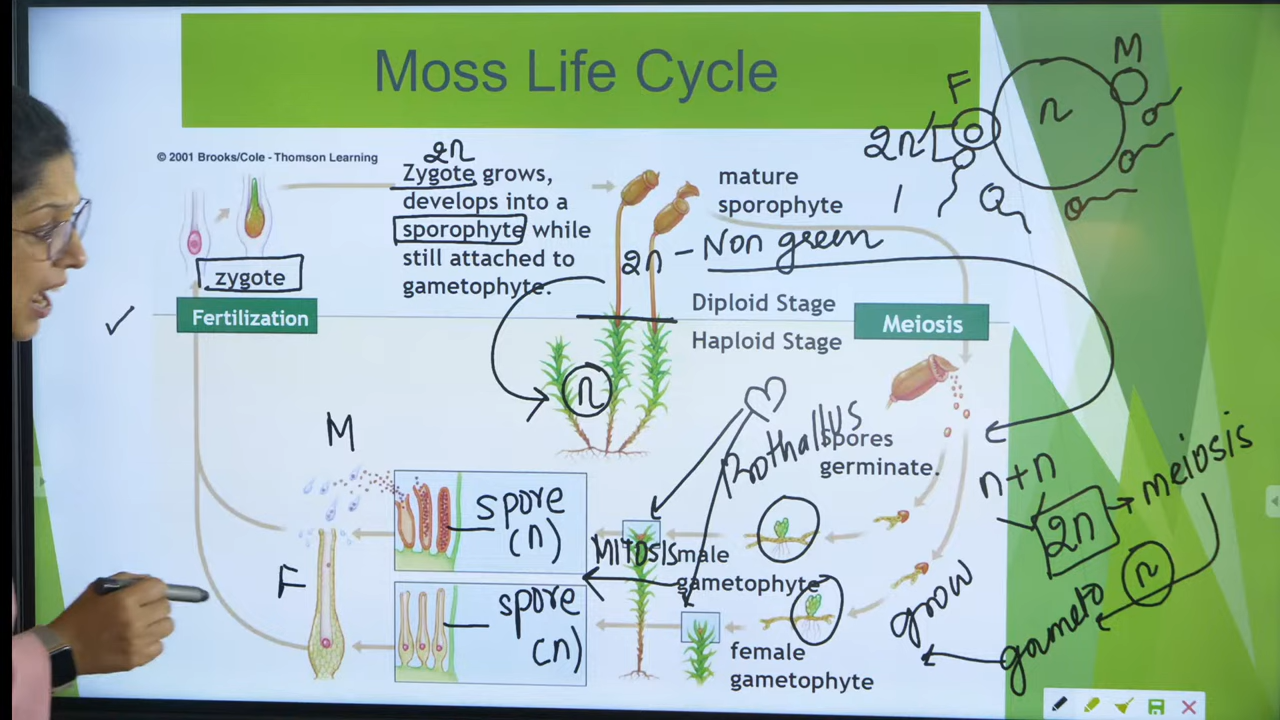 Moss Life Cycle
© 2001 Brooks/Cole - Thomson Learning
2n
Zygote grows,
develops into a
sporophyte while
still attached to
gametophyte.
zygote
mature
sporophyte
2n - Non green
F
M
n
2n
Fertilization
Diploid Stage
Haploid Stage
Meiosis
n
M
Prothallus
spores
germinate.
n+n
2n → meiosis
n
gameto
grow
spore
(n)
MITOSIS
male
gametophyte
F
spore
(n)
female
gametophyte